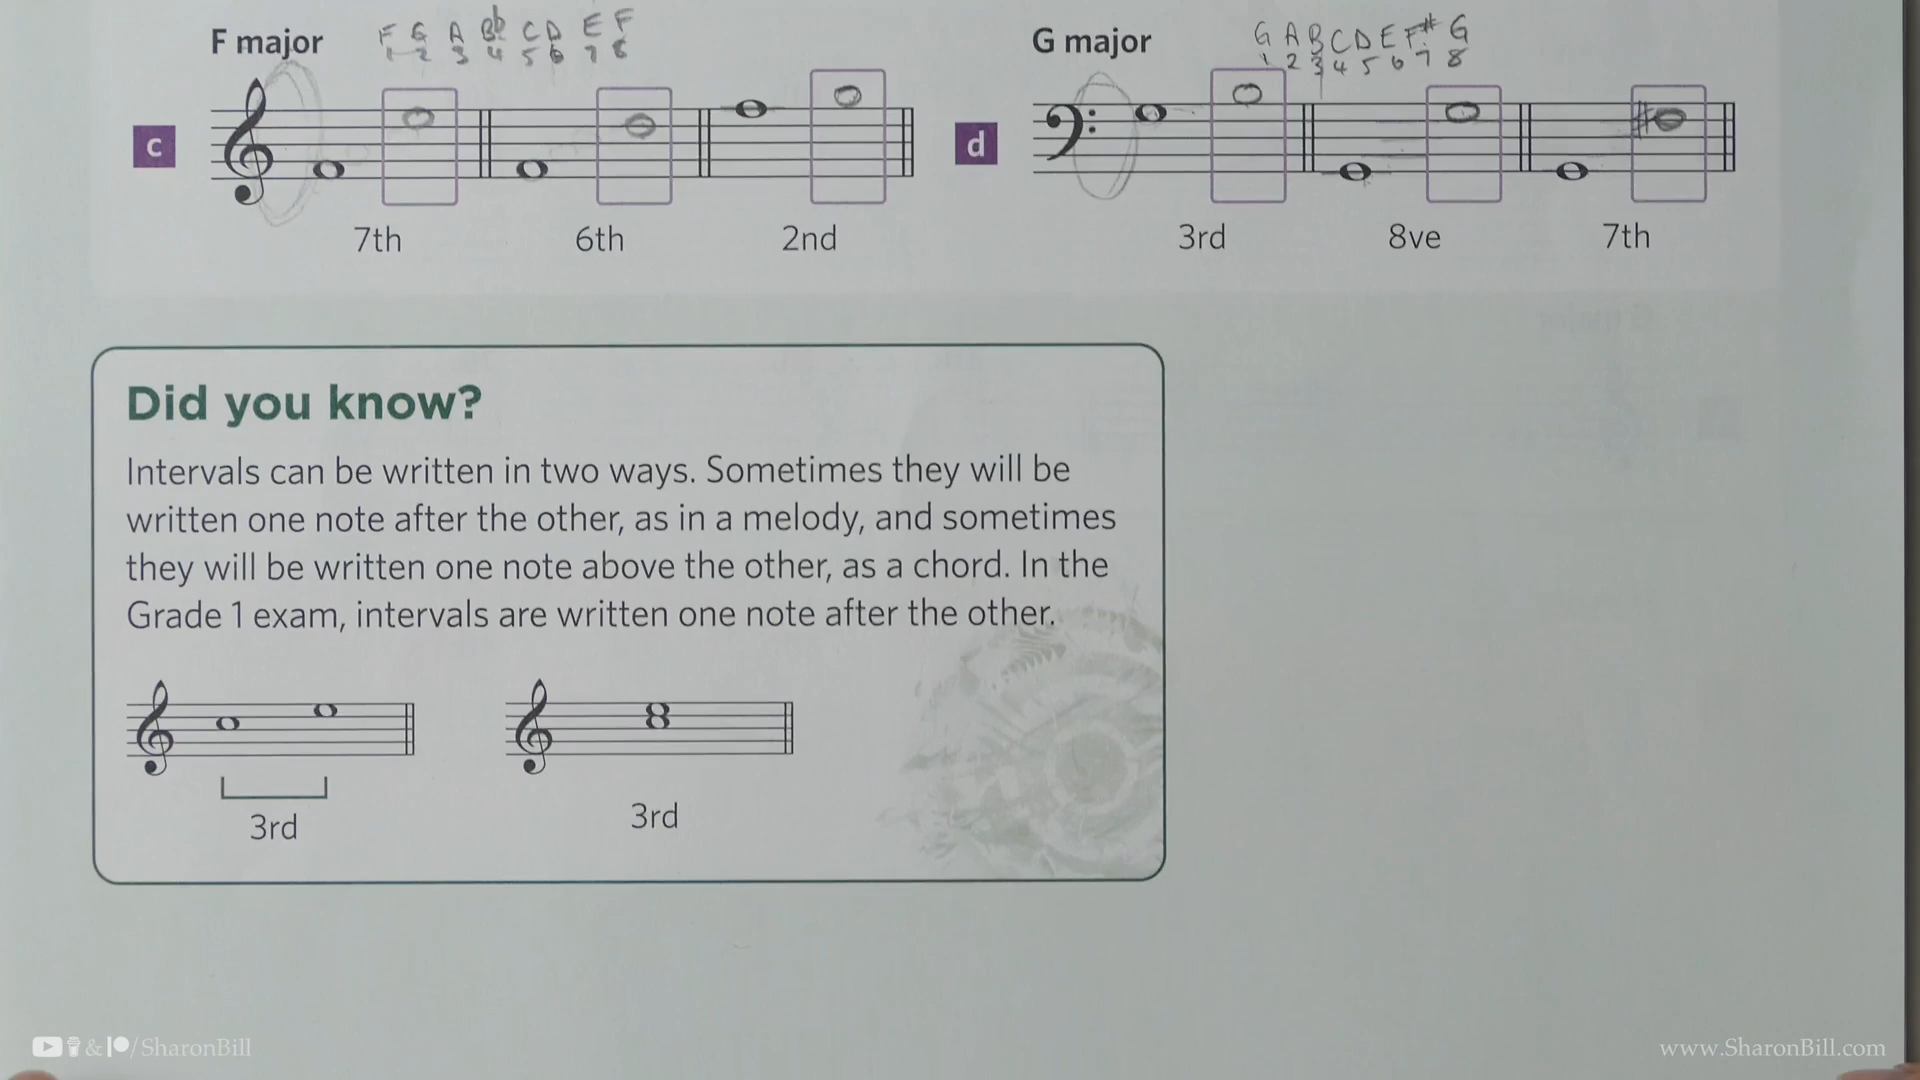 F major F G A B♭ C D E F
1 2 3 4 5 6 7 8
c
7th 6th 2nd
G major G A B C D E F# G
1 2 3 4 5 6 7 8
d
3rd 8ve 7th
Did you know?
Intervals can be written in two ways. Sometimes they will be
written one note after the other, as in a melody, and sometimes
they will be written one note above the other, as a chord. In the
Grade 1 exam, intervals are written one note after the other.
3rd 3rd
& /SharonBill
www.SharonBill.com